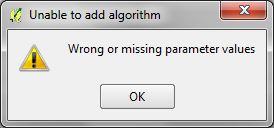 Unable to add algorithm
Wrong or missing parameter values
OK